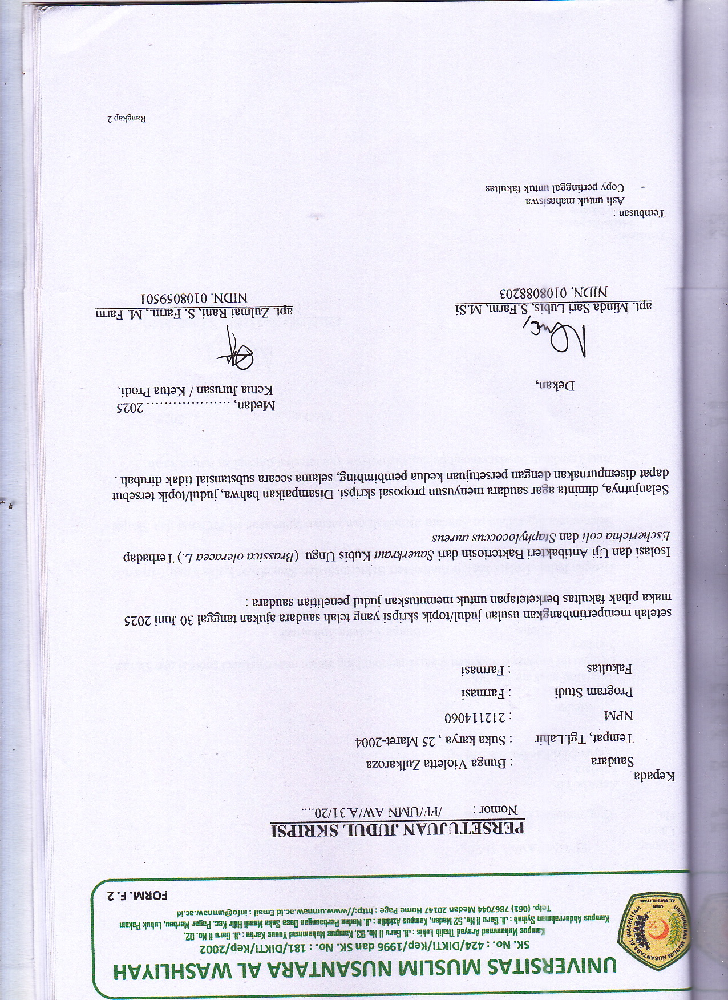 UNIVERSITAS MUSLIM NUSANTARA AL WASHLIYAH
SK. No. : 424/DIKTI/Kep/1996 dan SK. No. : 181/DIKTI/Kep/2002
Kampus Muhammad Arsyad Thalib Lubis : Jl. Garu II No. 93, Kampus Muhammad Yunus Karim : Jl. Garu II No. 02,
Kampus Abdurrahman Syihab : Jl. Garu II No. 52 Medan, Kampus Aziddin : Jl. Medan Perbaungan Desa Suka Mandi Hilir Kec. Pagar Merbau, Lubuk Pakam
Telp. (061) 7867044 Medan 20147 Home Page : http://www.umnaw.ac.id Email : info@umnaw.ac.id
UNIVERSITAS MUSLIM NUSANTARA AL WASHLIYAH
UMN
AL WASHLIYAH
FORM. F. 2
PERSETUJUAN JUDUL SKRIPSI
Nomor : /FF/UMN AW/A.31/20....
Kepada
Saudara : Bunga Violetta Zulkaroza
Tempat, Tgl.Lahir : Suka karya , 25 Maret-2004
NPM : 212114060
Program Studi : Farmasi
Fakultas : Farmasi
setelah mempertimbangkan usulan judul/topik skripsi yang telah saudara ajukan tanggal 30 Juni 2025
maka pihak fakultas berketetapan untuk memutuskan judul penelitian saudara :
Isolasi dan Uji Antibakteri Bakteriosin dari Sauerkraut Kubis Ungu (Brassica oleracea L.) Terhadap
Escherichia coli dan Staphylococcus aureus
Selanjutnya, diminta agar saudara menyusun proposal skripsi. Disampaikan bahwa, judul/topik tersebut
dapat disempurnakan dengan persetujuan kedua pembimbing, selama secara substansial tidak dirubah .
Medan, ................... 2025
Dekan, Ketua Jurusan / Ketua Prodi,
apt. Minda Sari Lubis, S.Farm, M.Si apt. Zulmai Rani, S. Farm., M. Farm
NIDN. 0108088203 NIDN. 0108059501
Tembusan :
- Asli untuk mahasiswa
- Copy pertinggal untuk fakultas
Rangkap 2